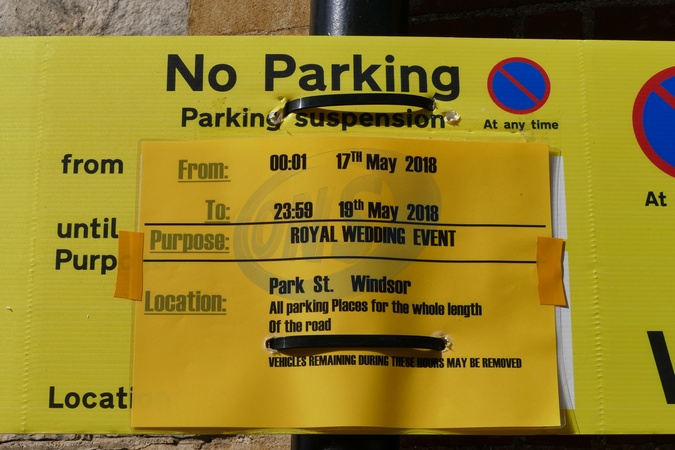 No Parking
Parking suspension
At any time
At
from
until
Purp
Locati
From: 00:01 17TH May 2018
To: 23:59 19th May 2018
Purpose: ROYAL WEDDING EVENT
Location: Park St. Windsor
All parking Places for the whole length
Of the road
VEHICLES REMAINING DURING THESE HOURS MAY BE REMOVED